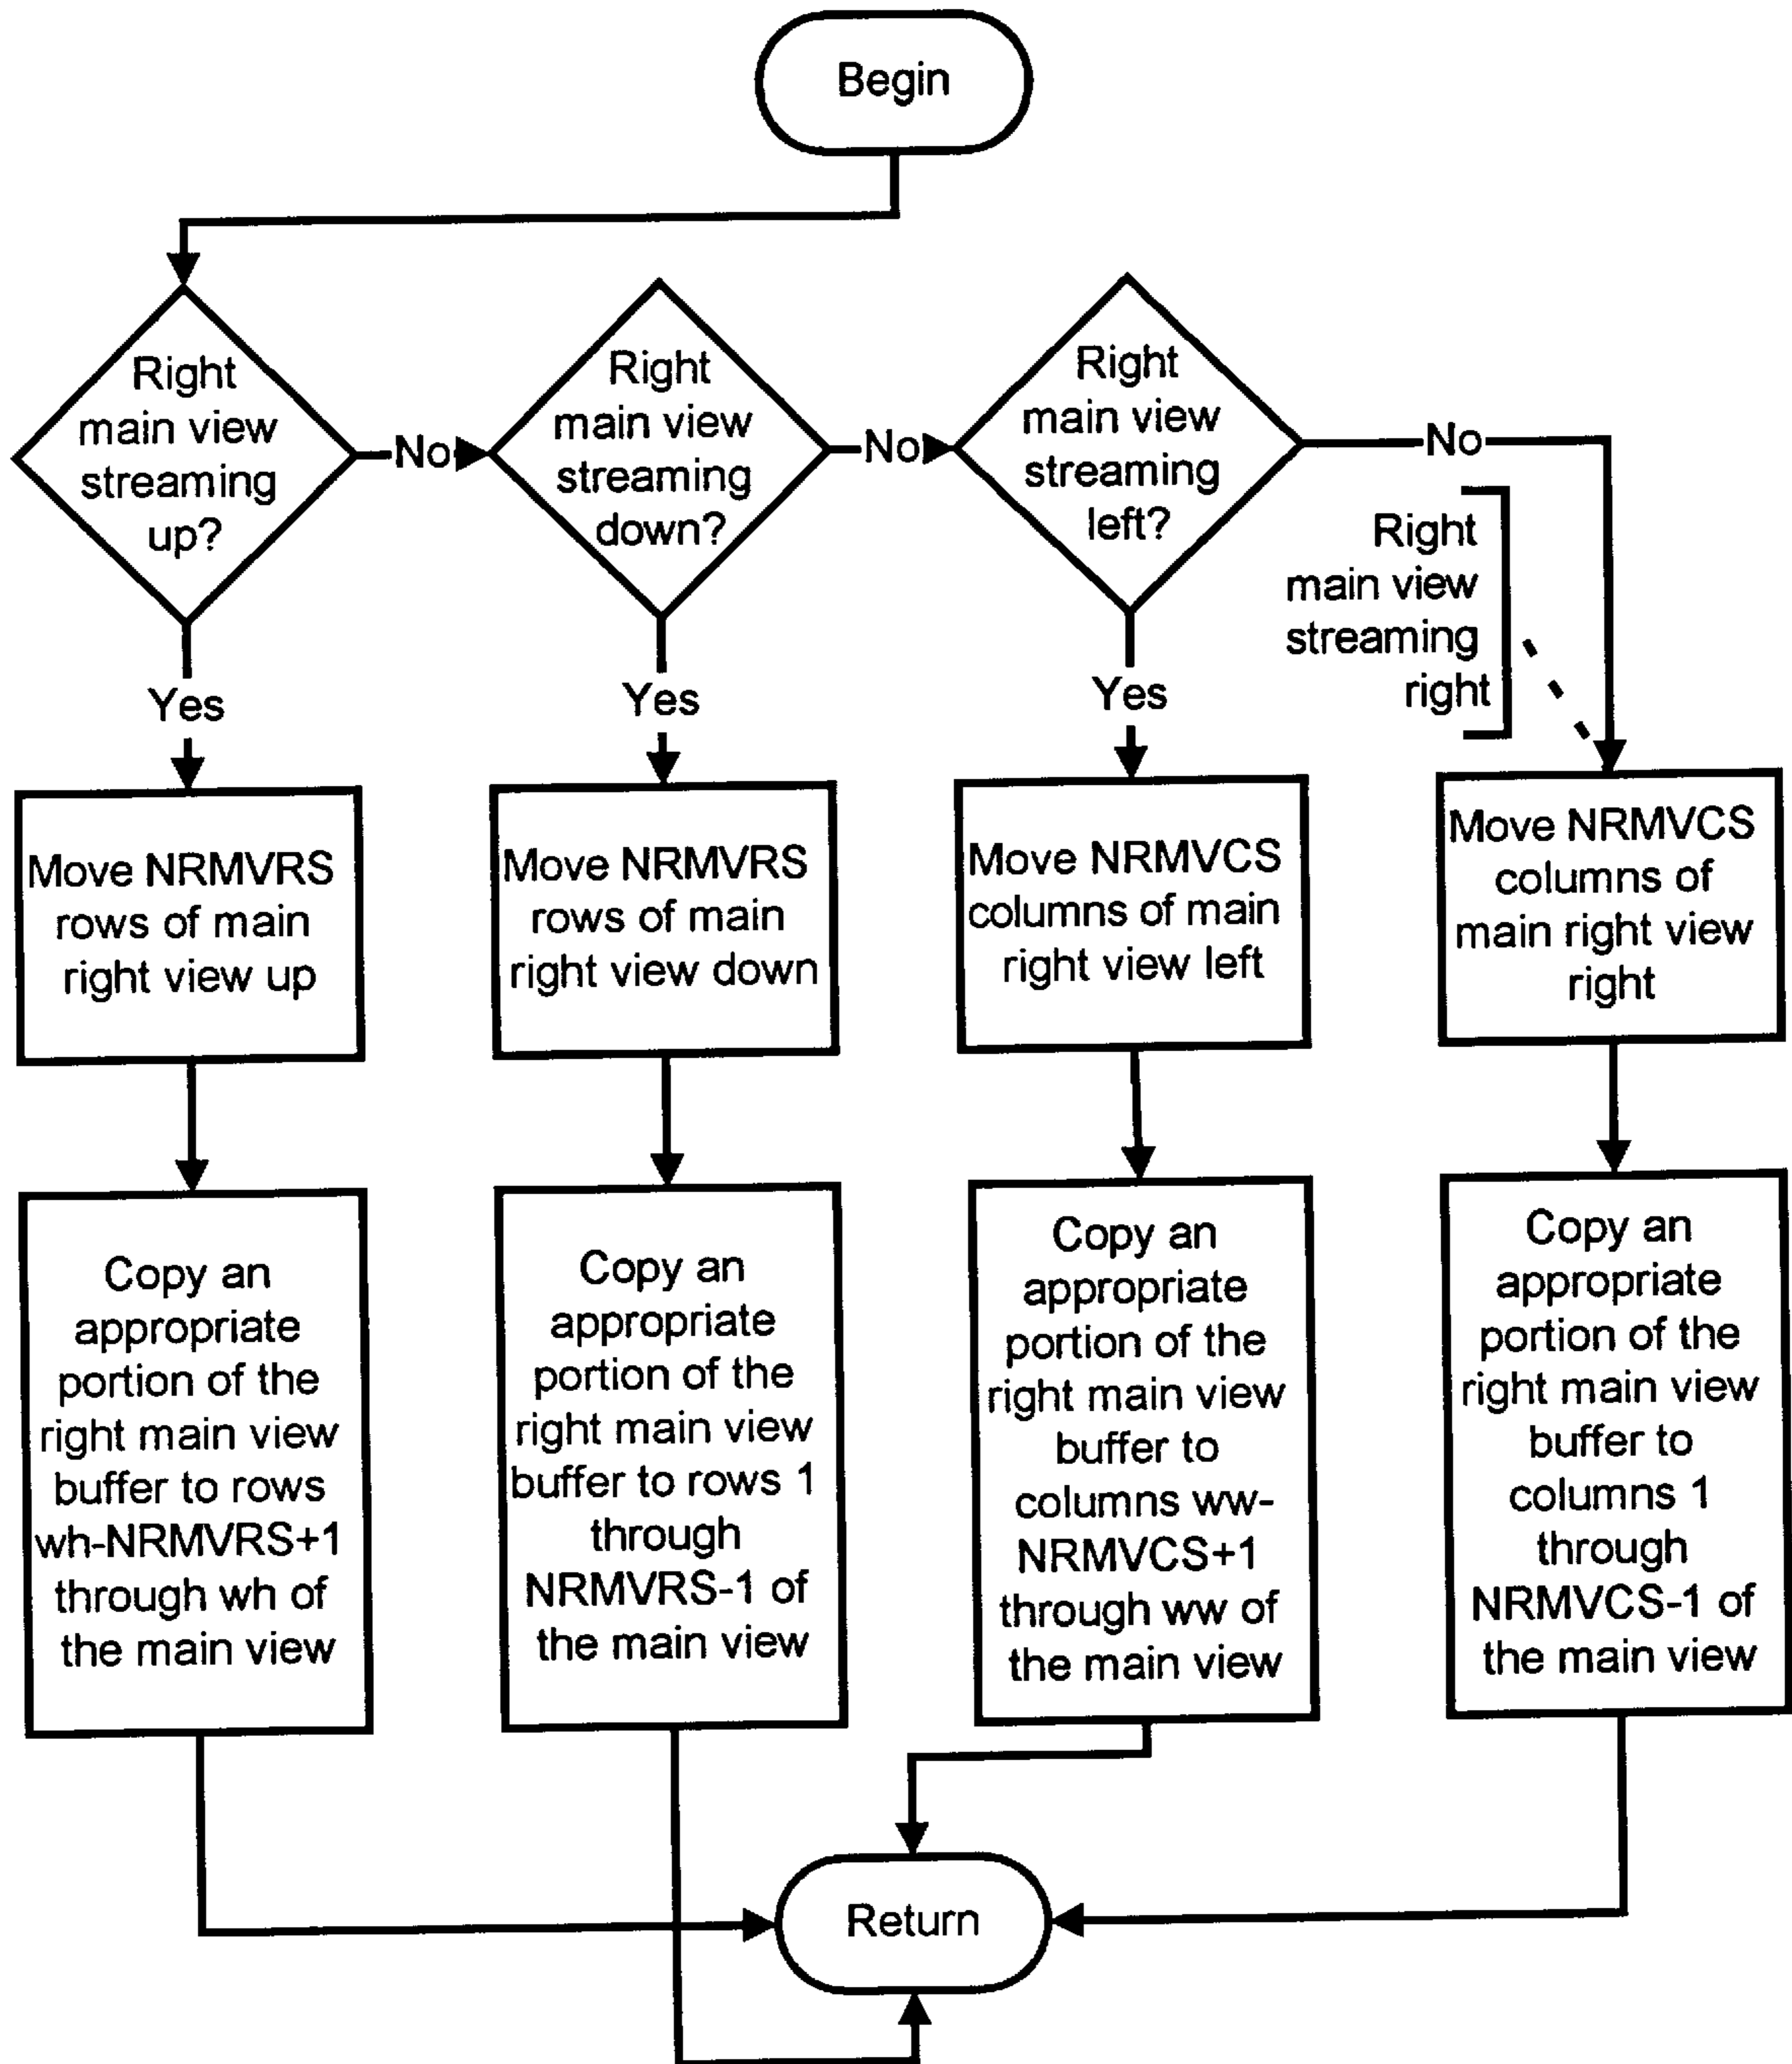 Begin
Right
main view
streaming
up?
No
Right
main view
streaming
down?
No
Right
main view
streaming
left?
No
Right
main view
streaming
right
Yes
Yes
Yes
Move NRMVRS
rows of main
right view up
Move NRMVRS
rows of main
right view down
Move NRMVCS
columns of main
right view left
Move NRMVCS
columns of
main right view
right
Copy an
appropriate
portion of the
right main view
buffer to rows
wh-NRMVRS+1
through wh of
the main view
Copy an
appropriate
portion of the
right main view
buffer to rows 1
through
NRMVRS-1 of
the main view
Copy an
appropriate
portion of the
right main view
buffer to
columns ww-
NRMVCS+1
through ww of
the main view
Copy an
appropriate
portion of the
right main view
buffer to
columns 1
through
NRMVCS-1 of
the main view
Return